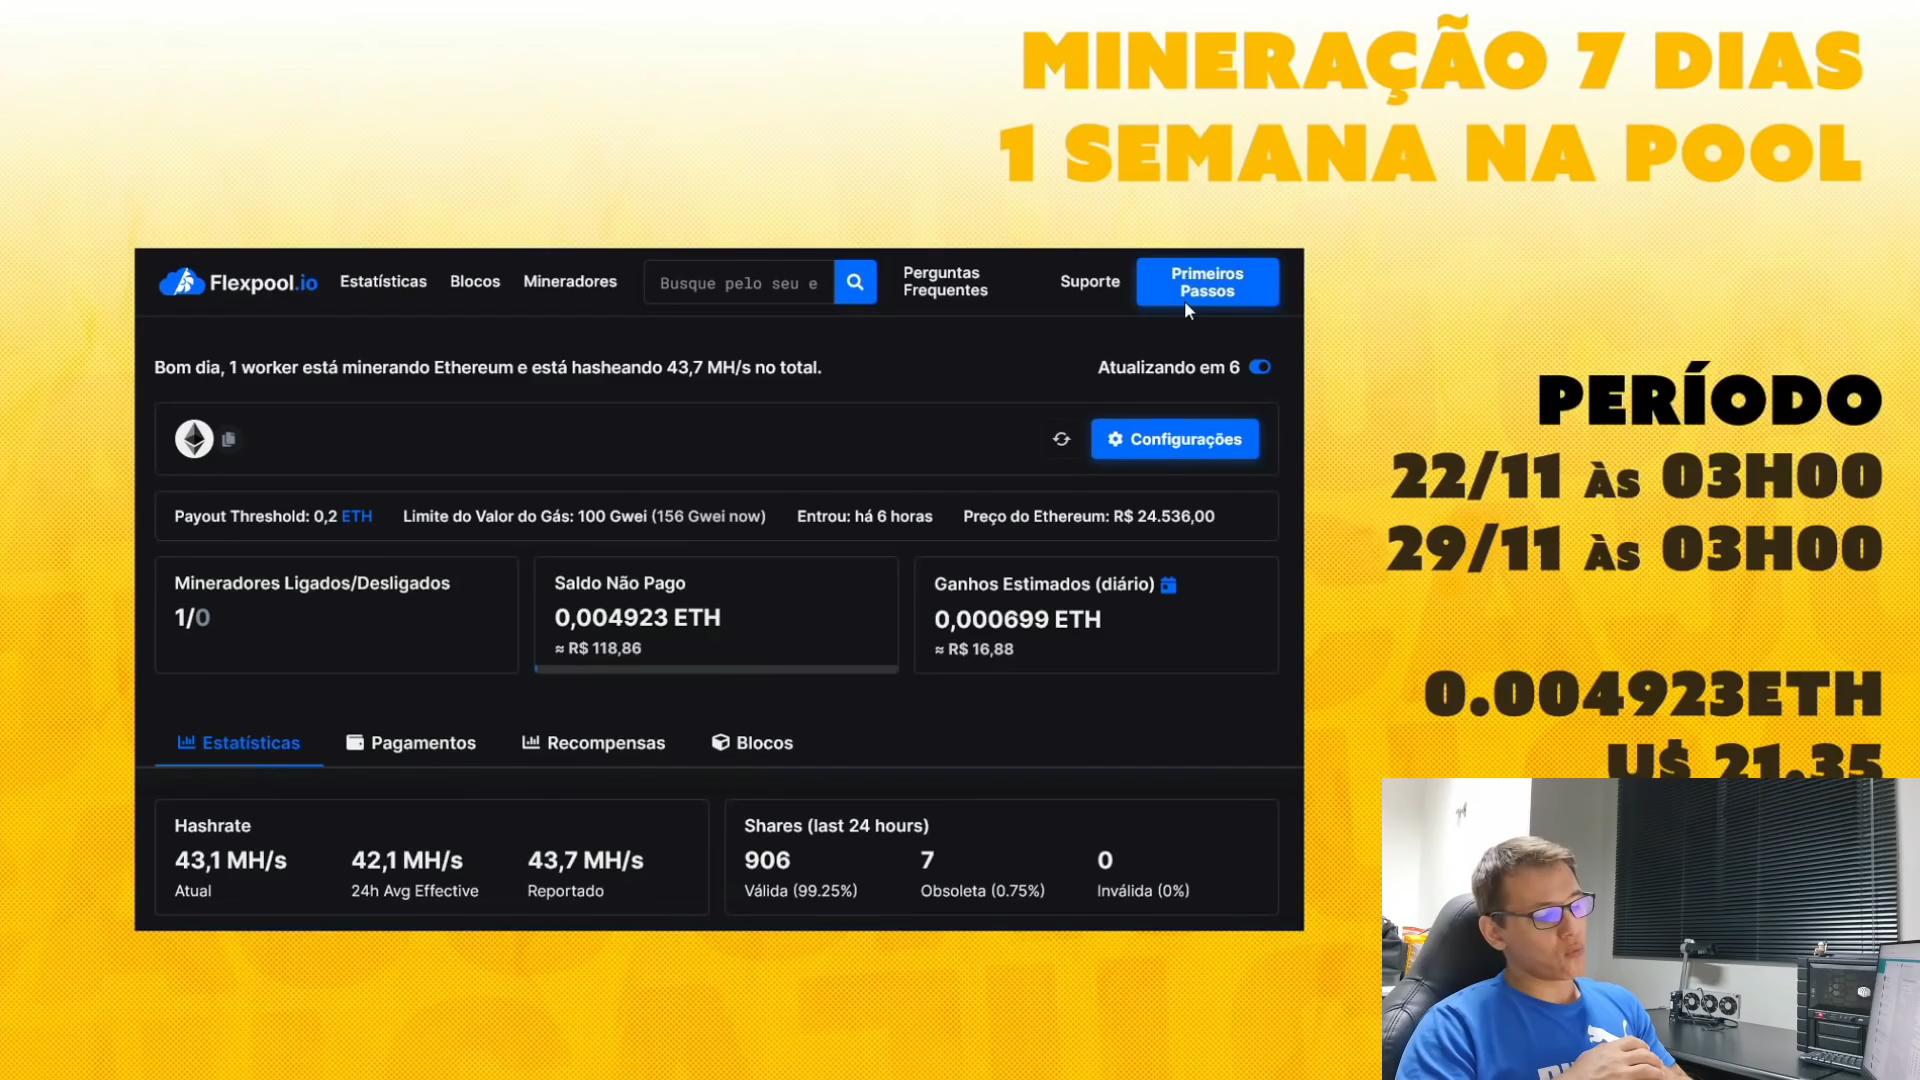 MINERAÇÃO 7 DIAS
1 SEMANA NA POOL
Flexpool.io
Estatísticas
Blocos
Mineradores
Busque pelo seu e
Perguntas
Frequentes
Suporte
Primeiros
Passos
Bom dia, 1 worker está minerando Ethereum e está hasheando 43,7 MH/s no total.
Atualizando em 6
Configurações
Payout Threshold: 0,2 ETH
Limite do Valor do Gás: 100 Gwei (156 Gwei now)
Entrou: há 6 horas
Preço do Ethereum: R$ 24.536,00
Mineradores Ligados/Desligados
1/0
Saldo Não Pago
0,004923 ETH
≈ R$ 118,86
Ganhos Estimados (diário)
0,000699 ETH
≈ R$ 16,88
Estatísticas
Pagamentos
Recompensas
Blocos
Hashrate
43,1 MH/s
Atual
42,1 MH/s
24h Avg Effective
43,7 MH/s
Reportado
Shares (last 24 hours)
906
Válida (99.25%)
7
Obsoleta (0.75%)
0
Inválida (0%)
PERÍODO
22/11 ÀS 03H00
29/11 ÀS 03H00
0.004923ETH
U$ 21.35